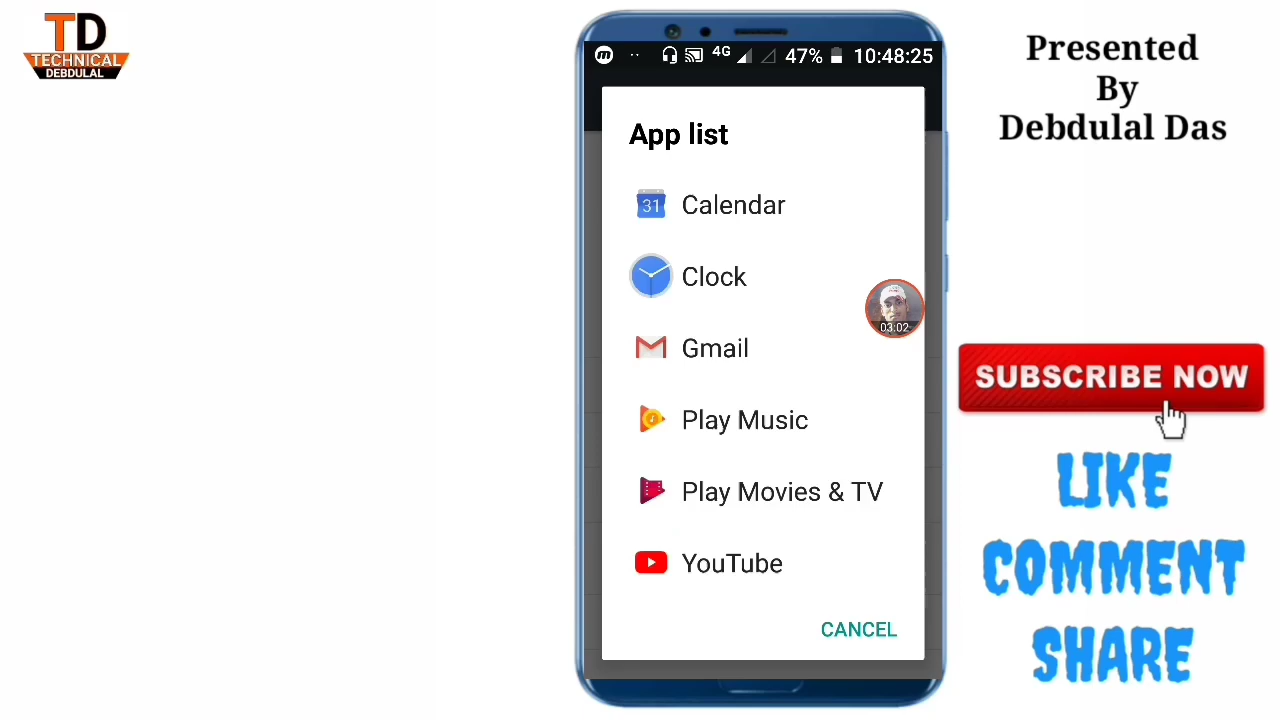 TD
TECHNICAL
DEBDULAL
4G 47% 10:48:25
App list
31 Calendar
Clock
03:02
Gmail
Play Music
Play Movies & TV
YouTube
CANCEL
Presented
By
Debdulal Das
SUBSCRIBE NOW
LIKE
COMMENT
SHARE